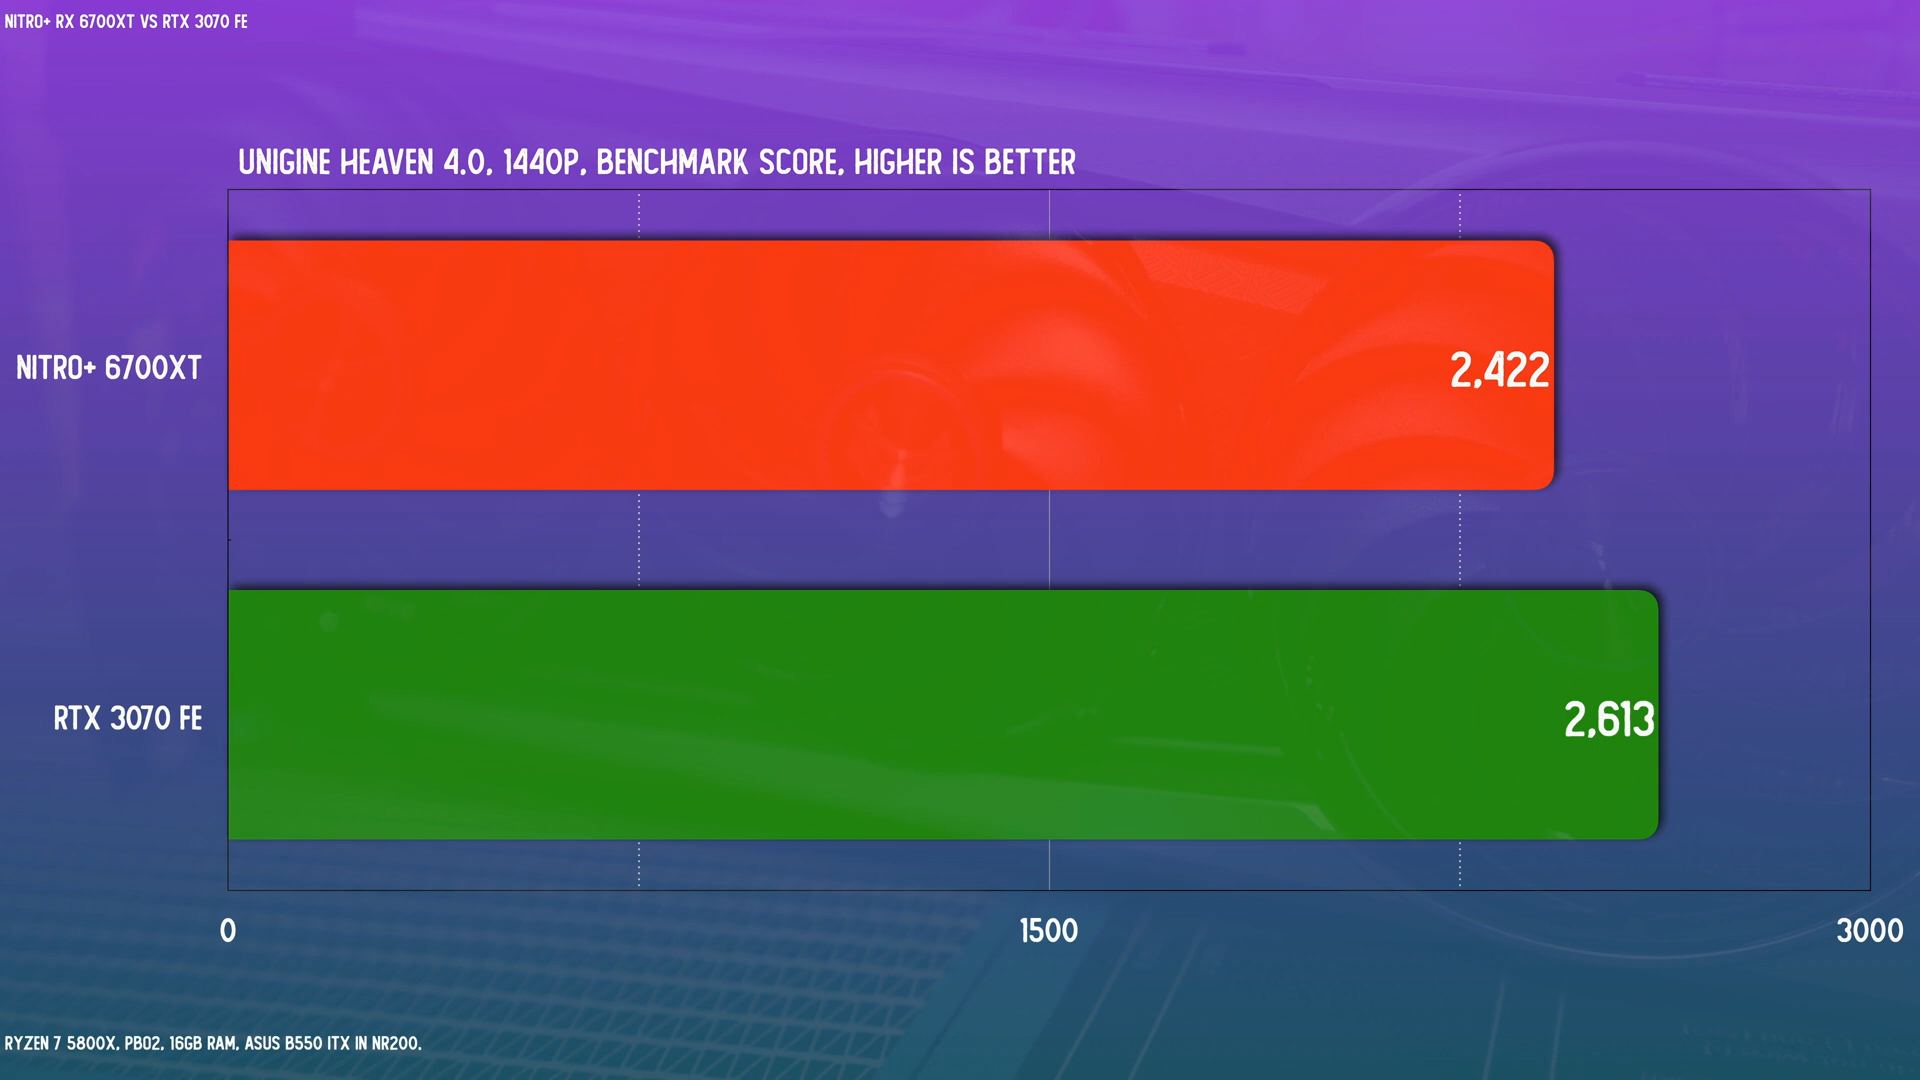 NITRO+ RX 6700XT VS RTX 3070 FE
UNIGINE HEAVEN 4.0, 1440P, BENCHMARK SCORE, HIGHER IS BETTER
NITRO+ 6700XT
2,422
RTX 3070 FE
2,613
0
1500
3000
RYZEN 7 5800X, PBO2, 16GB RAM, ASUS B550 ITX IN NR200.